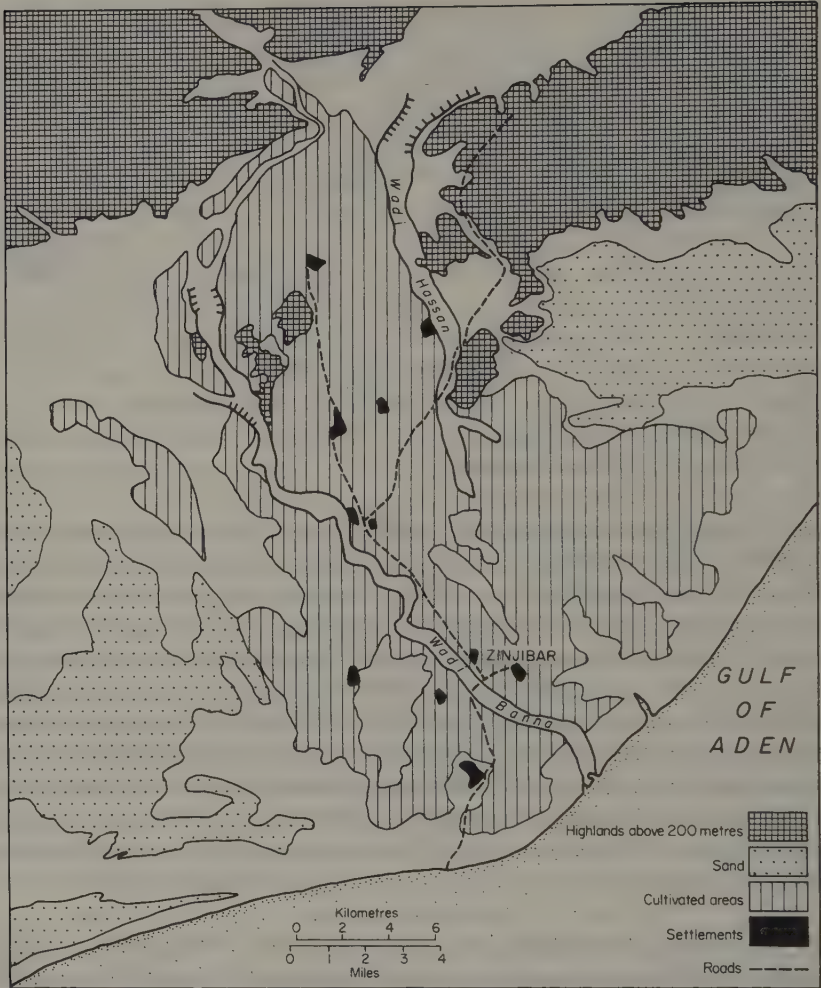 Wadi
Hassan
ZINJIBAR
Wadi
Banna
GULF
OF
ADEN
Highlands above 200 metres
Sand
Cultivated areas
Settlements
Roads
Kilometres
0 2 4 6
0 1 2 3 4
Miles